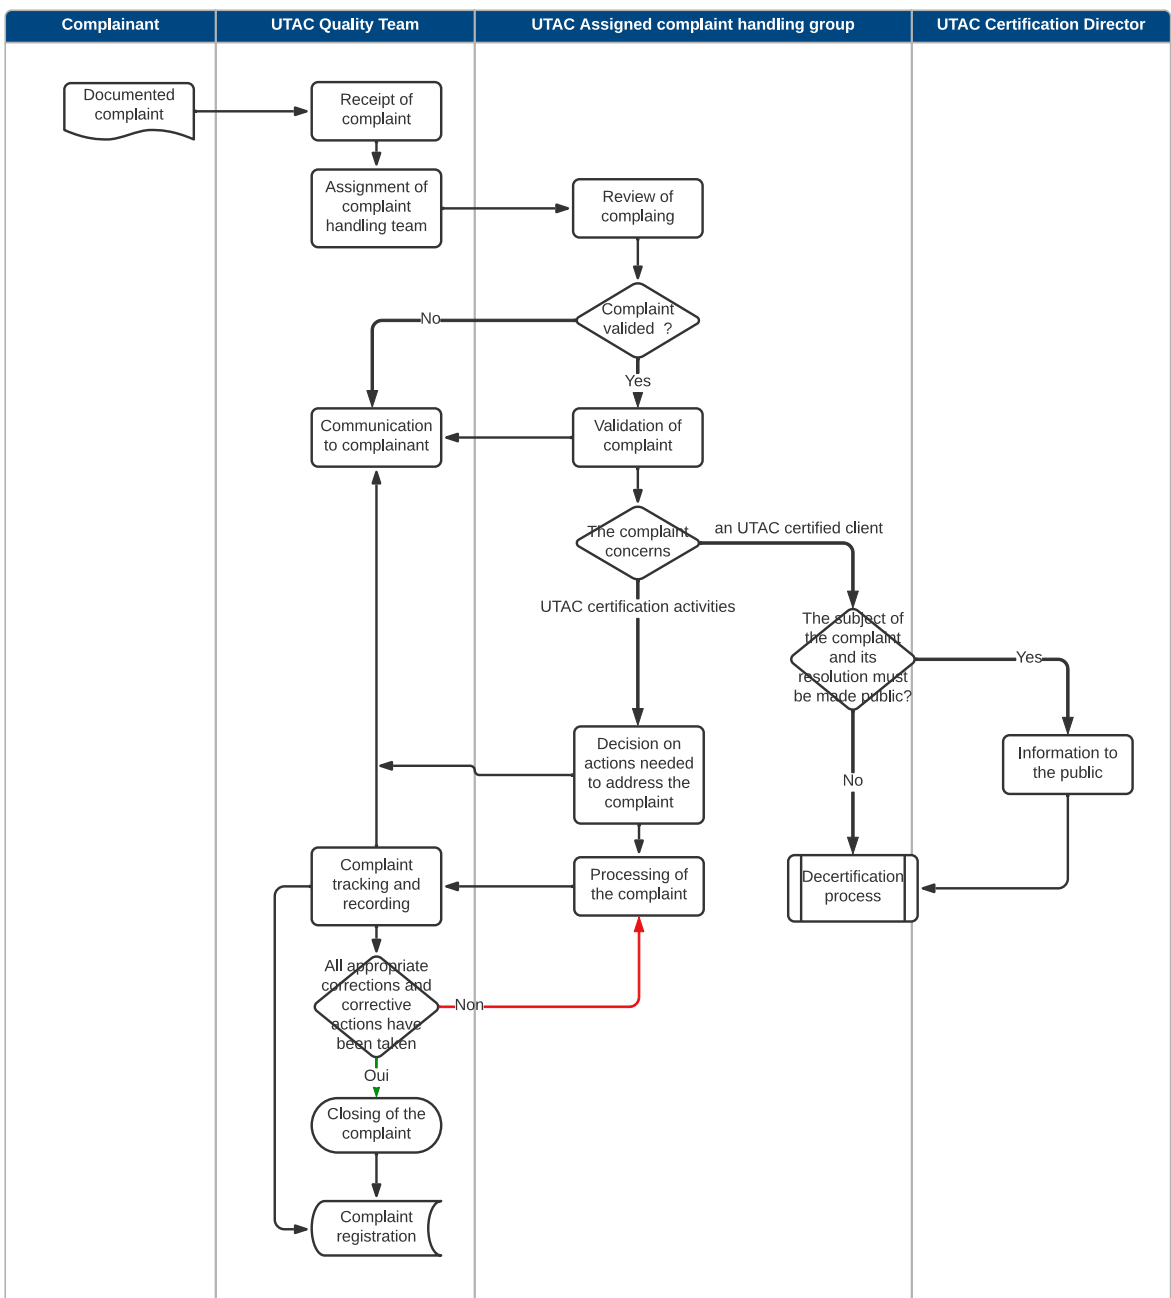 Complainant
UTAC Quality Team
UTAC Assigned complaint handling group
UTAC Certification Director
Documented
complaint
Receipt of
complaint
Assignment of
complaint
handling team
Review of
complaing
Complaint
valided ?
No
Yes
Communication
to complainant
Validation of
complaint
The complaint
concerns
an UTAC certified client
UTAC certification activities
The subject of
the complaint
and its
resolution must
be made public?
Yes
No
Information to
the public
Decision on
actions needed
to address the
complaint
Complaint
tracking and
recording
Processing of
the complaint
Decertification
process
All appropriate
corrections and
corrective
actions have
been taken
Non
Oui
Closing of the
complaint
Complaint
registration